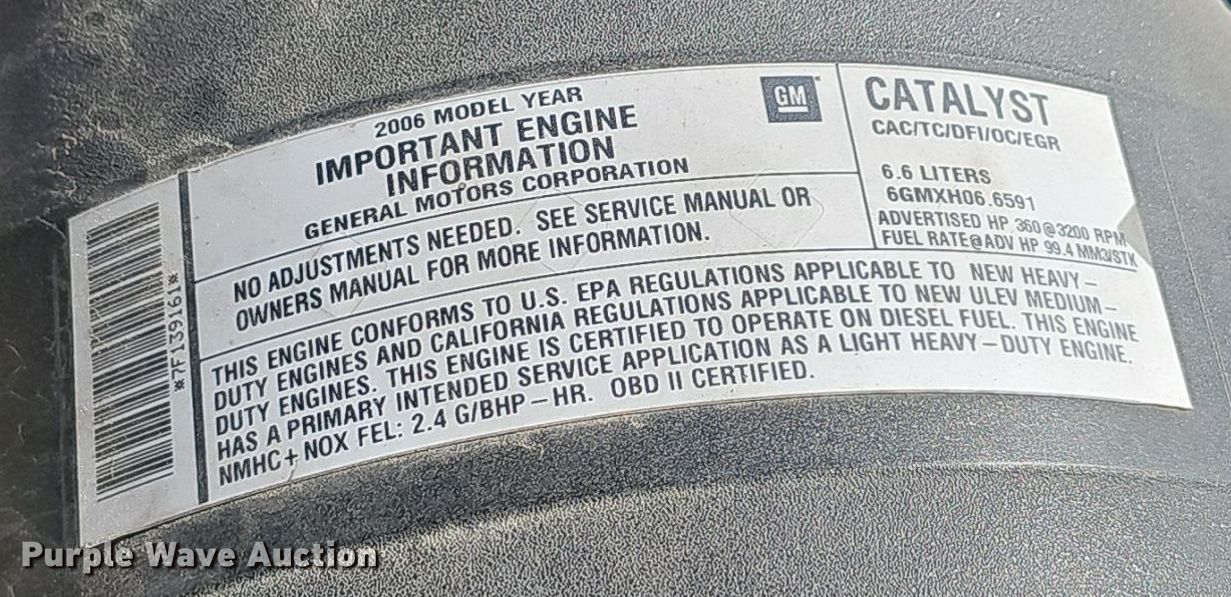 2006 MODEL YEAR
IMPORTANT ENGINE
INFORMATION
GENERAL MOTORS CORPORATION
GM
CATALYST
CAC/TC/DFI/OC/EGR
6.6 LITERS
6GMXH06.6591
ADVERTISED HP 360@3200 RPM
FUEL RATE@ADV HP 99.4 MM3/STK
NO ADJUSTMENTS NEEDED. SEE SERVICE MANUAL OR
OWNERS MANUAL FOR MORE INFORMATION.
THIS ENGINE CONFORMS TO U.S. EPA REGULATIONS APPLICABLE TO NEW HEAVY-
DUTY ENGINES AND CALIFORNIA REGULATIONS APPLICABLE TO NEW ULEV MEDIUM-
DUTY ENGINES. THIS ENGINE IS CERTIFIED TO OPERATE ON DIESEL FUEL. THIS ENGINE
HAS A PRIMARY INTENDED SERVICE APPLICATION AS A LIGHT HEAVY-DUTY ENGINE.
NMHC+NOX FEL: 2.4 G/BHP-HR. OBD II CERTIFIED.
*7F139161*
Purple Wave Auction